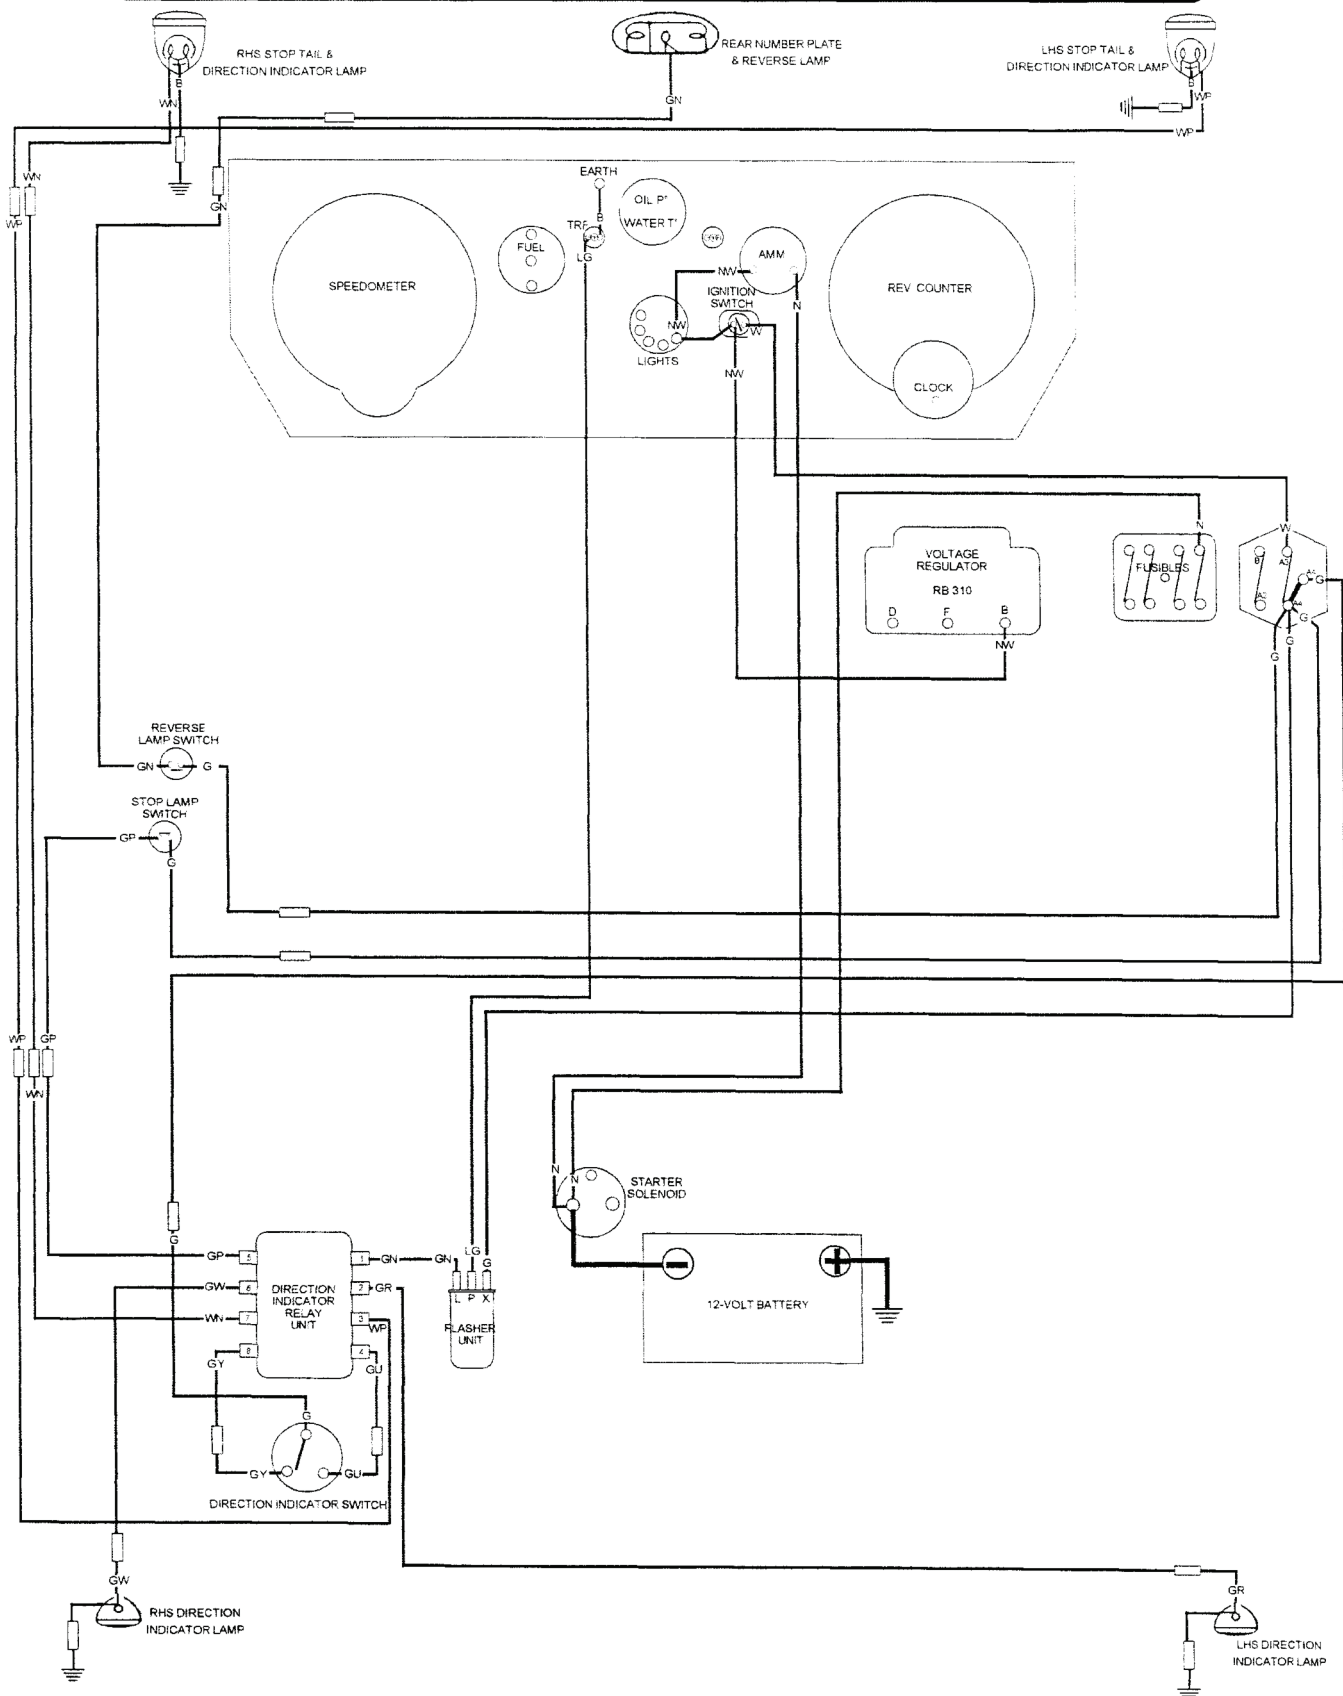 RHS STOP TAIL &
DIRECTION INDICATOR LAMP
REAR NUMBER PLATE
& REVERSE LAMP
LHS STOP TAIL &
DIRECTION INDICATOR LAMP
B
WN
GN
B
WP
WP
WN
WP
GN
EARTH
B
OIL P'
WATER T'
LG
FUEL
AMM
SPEEDOMETER
NW
IGNITION
SWITCH
N
REV COUNTER
NW
W
LIGHTS
NW
CLOCK
N
W
VOLTAGE
REGULATOR
RB 310
D
F
B
NW
FUSIBLES
B
A3
A4
G
A4
G
G
G
REVERSE
LAMP SWITCH
GN
G
STOP LAMP
SWITCH
GP
G
WP
GP
WN
N
N
STARTER
SOLENOID
G
GP
5
1
GN
GN
LG
G
GW
6
2
GR
DIRECTION
INDICATOR
RELAY
UNIT
L P X
FLASHER
UNIT
12-VOLT BATTERY
WN
7
3
WP
8
4
GY
GU
G
GY
GU
DIRECTION INDICATOR SWITCH
GW
RHS DIRECTION
INDICATOR LAMP
GR
LHS DIRECTION
INDICATOR LAMP